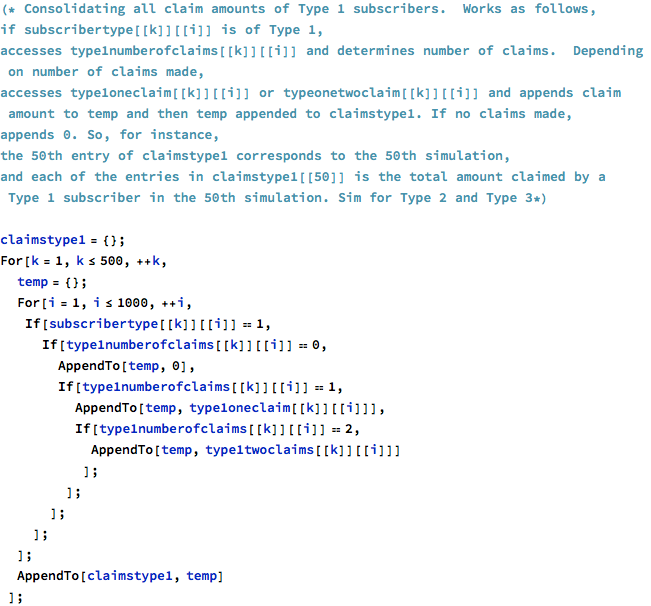 (* Consolidating all claim amounts of Type 1 subscribers.  Works as follows,
if subscribertype[[k]][[i]] is of Type 1,
accesses type1numberofclaims[[k]][[i]] and determines number of claims.  Depending
on number of claims made,
accesses type1oneclaim[[k]][[i]] or typeonetwoclaim[[k]][[i]] and appends claim
amount to temp and then temp appended to claimstype1. If no claims made,
appends 0. So, for instance,
the 50th entry of claimstype1 corresponds to the 50th simulation,
and each of the entries in claimstype1[[50]] is the total amount claimed by a
Type 1 subscriber in the 50th simulation. Sim for Type 2 and Type 3*)
claimstype1 = {};
For[k = 1, k ≤ 500, ++k,
temp = {};
For[i = 1, i ≤ 1000, ++i,
If[subscribertype[[k]][[i]] == 1,
If[type1numberofclaims[[k]][[i]] == 0,
AppendTo[temp, 0],
If[type1numberofclaims[[k]][[i]] == 1,
AppendTo[temp, type1oneclaim[[k]][[i]]],
If[type1numberofclaims[[k]][[i]] == 2,
AppendTo[temp, type1twoclaims[[k]][[i]]]
];
];
];
];
];
AppendTo[claimstype1, temp]
];